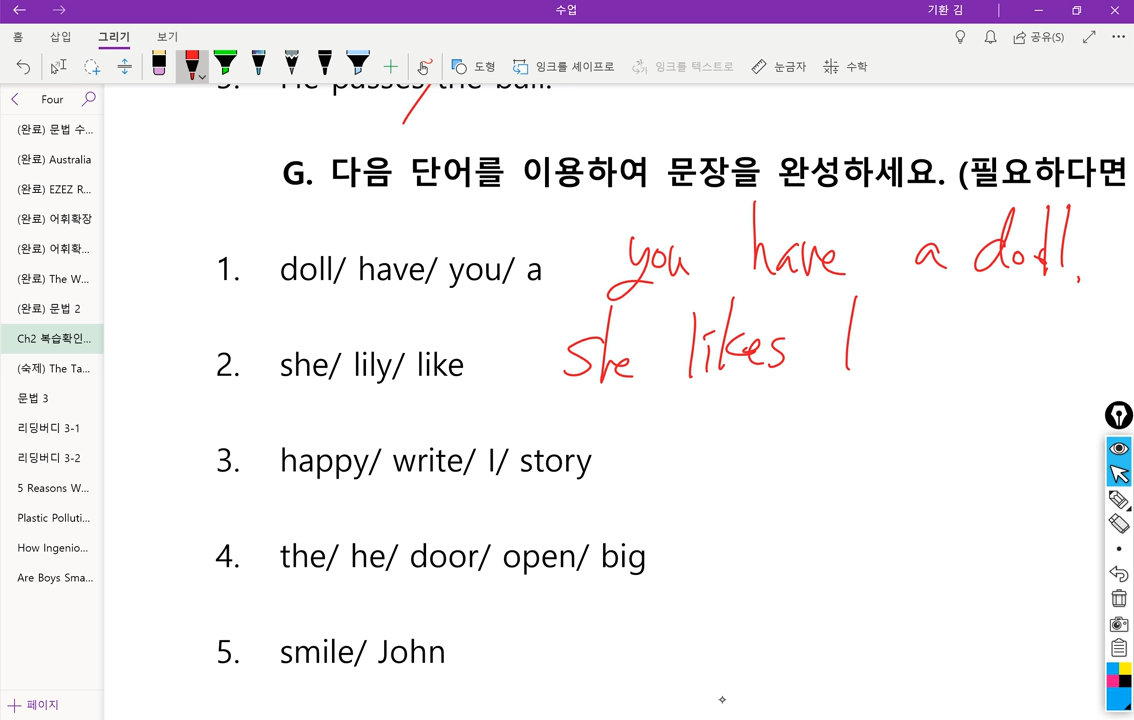 수업
기환 김
홈 삽입 그리기 보기
공유(S)
도형 잉크를 셰이프로 잉크를 텍스트로 눈금자 수학
Four
(완료) 문법 수...
(완료) Australia
(완료) EZEZ R...
(완료) 어휘확장
(완료) 어휘확...
(완료) The W...
(완료) 문법 2
Ch2 복습확인...
(숙제) The Ta...
문법 3
리딩버디 3-1
리딩버디 3-2
5 Reasons W...
Plastic Polluti...
How Ingenio...
Are Boys Sma...
페이지
He passes the ball.
G. 다음 단어를 이용하여 문장을 완성하세요. (필요하다면
1. doll/ have/ you/ a you have a doll.
2. she/ lily/ like She likes l
3. happy/ write/ I/ story
4. the/ he/ door/ open/ big
5. smile/ John